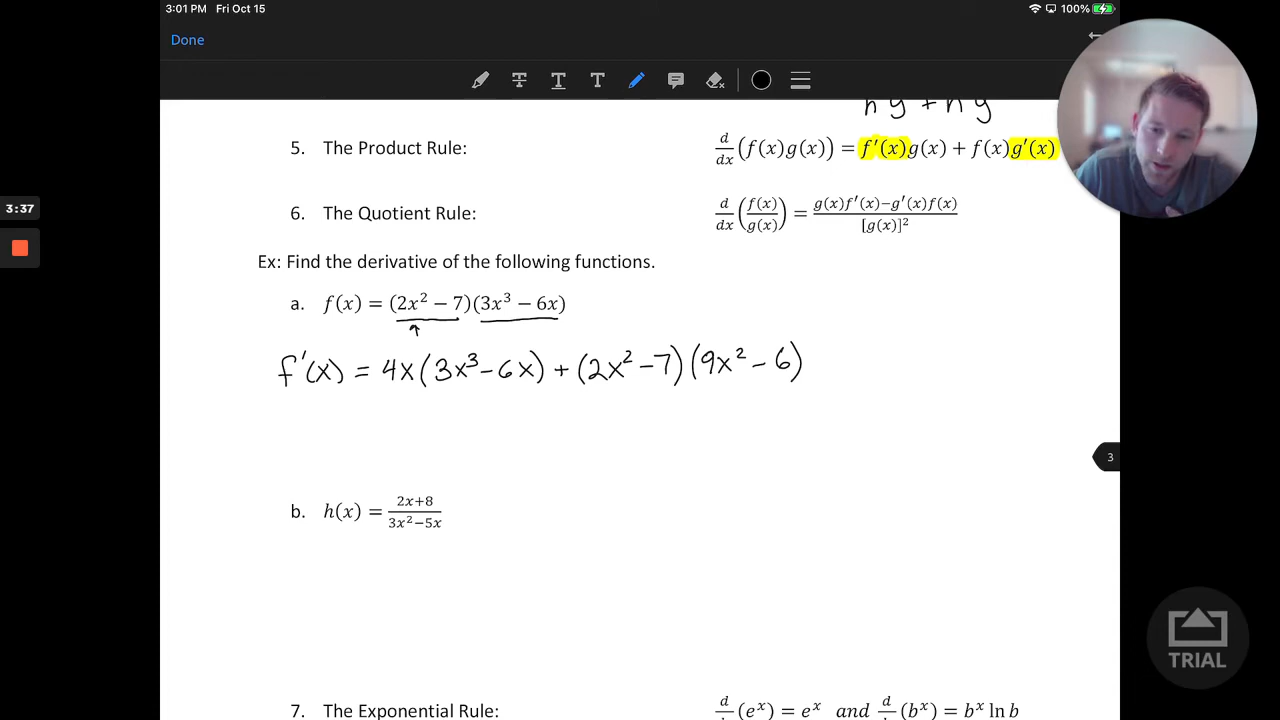 3:01 PM Fri Oct 15 100%
Done
5. The Product Rule: d/dx (f(x)g(x)) = f′(x)g(x) + f(x)g′(x)
3:37
6. The Quotient Rule: d/dx (f(x)/g(x)) = g(x)f′(x)−g′(x)f(x) / [g(x)]²
Ex: Find the derivative of the following functions.
a. f(x) = (2x² − 7)(3x³ − 6x)
f′(x) = 4x(3x³ − 6x) + (2x² − 7)(9x² − 6)
3
b. h(x) = 2x+8 / 3x²−5x
TRIAL
7. The Exponential Rule: d/dx (eˣ) = eˣ and d/dx (bˣ) = bˣ ln b